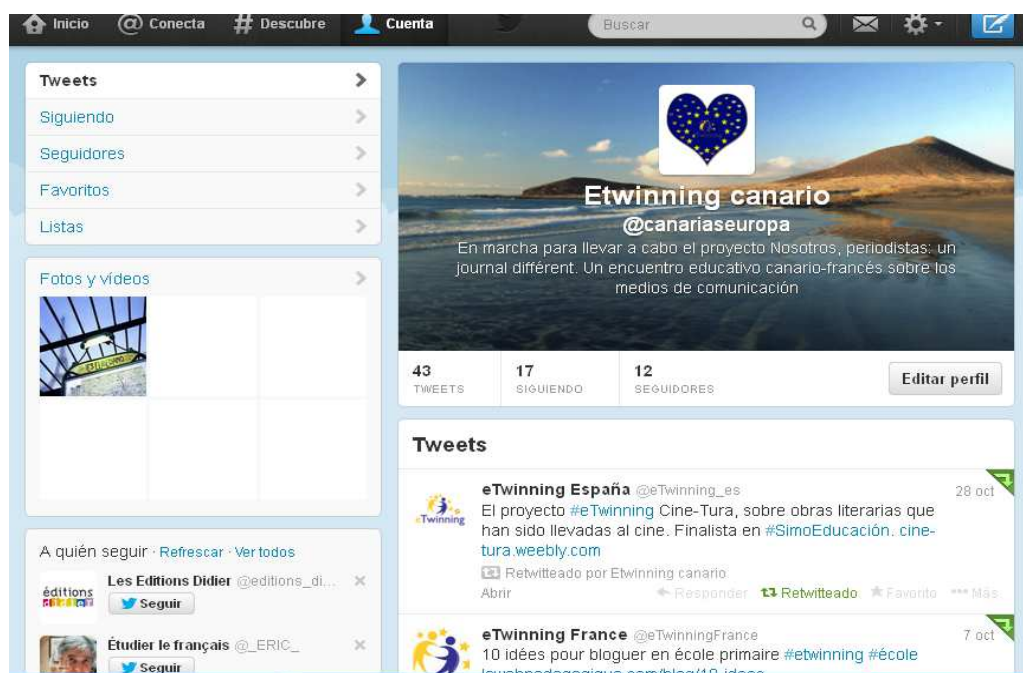 Inicio @ Conecta # Descubre Cuenta Buscar
Tweets
Siguiendo
Seguidores
Favoritos
Listas
Fotos y vídeos
A quién seguir · Refrescar · Ver todos
éditions
Les Editions Didier @editions_di... ×
Seguir
Étudier le français @_ERIC_ ×
Seguir
Etwinning canario
@canariaseuropa
En marcha para llevar a cabo el proyecto Nosotros, periodistas: un
journal différent. Un encuentro educativo canario-francés sobre los
medios de comunicación
43 17 12
TWEETS SIGUIENDO SEGUIDORES
Editar perfil
Tweets
eTwinning
eTwinning España @eTwinning_es 28 oct
El proyecto #eTwinning Cine-Tura, sobre obras literarias que
han sido llevadas al cine. Finalista en #SimoEducación. cine-
tura.weebly.com
Retwitteado por Etwinning canario
Abrir Responder Retwitteado Favorito ••• Más
eTwinning France @eTwinningFrance 7 oct
10 idées pour bloguer en école primaire #etwinning #école